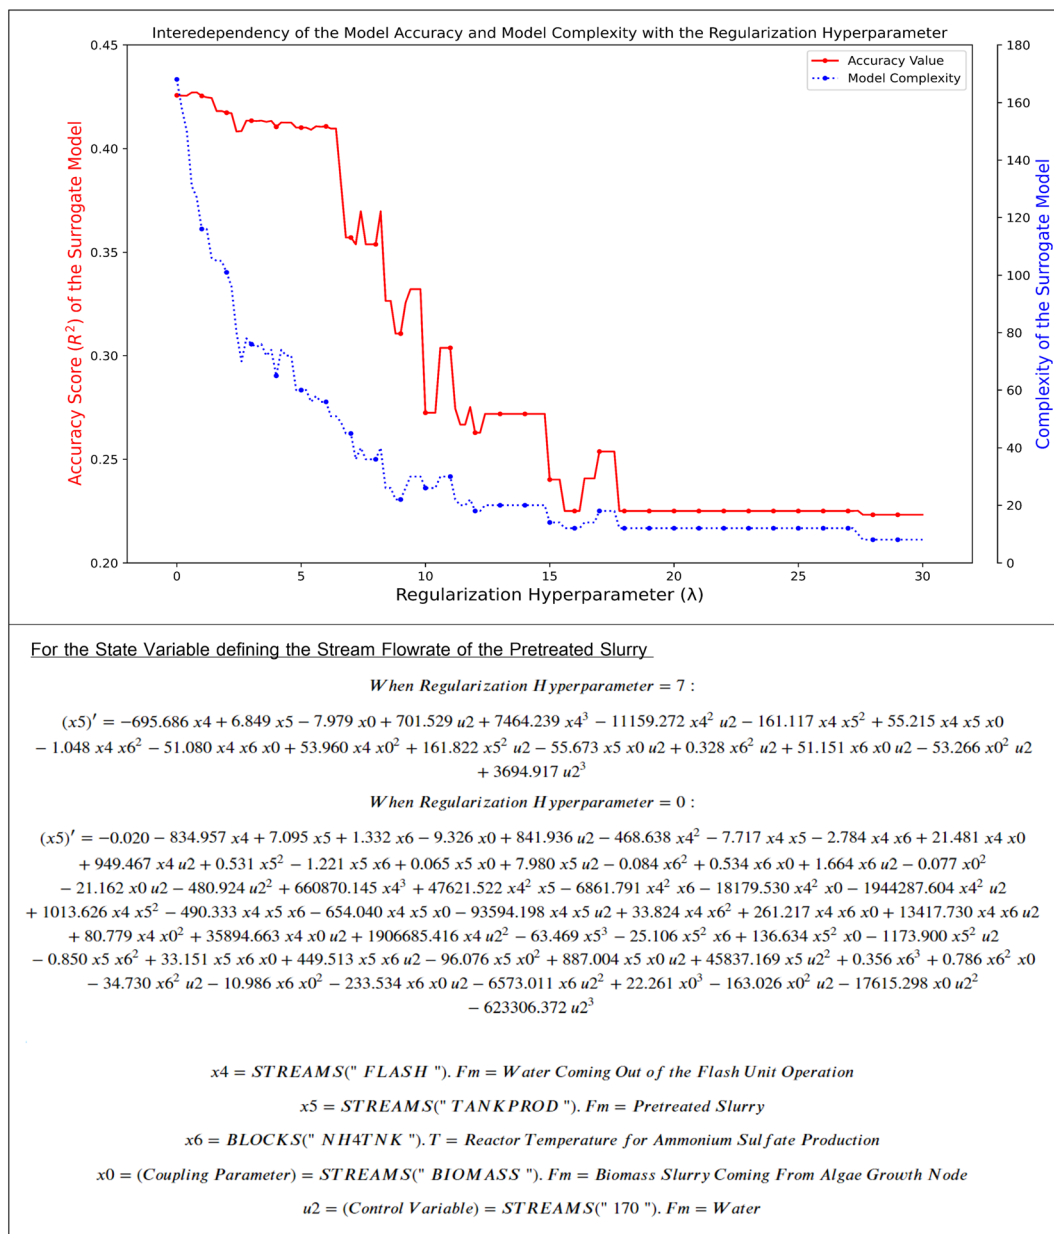 Interedependency of the Model Accuracy and Model Complexity with the Regularization Hyperparameter
Accuracy Value
Model Complexity
0.45
0.40
0.35
0.30
0.25
0.20
Accuracy Score (R²) of the Surrogate Model
180
160
140
120
100
80
60
40
20
0
Complexity of the Surrogate Model
0 5 10 15 20 25 30
Regularization Hyperparameter (λ)
For the State Variable defining the Stream Flowrate of the Pretreated Slurry
When Regularization Hyperparameter = 7 :
(x5)′ = −695.686 x4 + 6.849 x5 − 7.979 x0 + 701.529 u2 + 7464.239 x4³ − 11159.272 x4² u2 − 161.117 x4 x5² + 55.215 x4 x5 x0
− 1.048 x4 x6² − 51.080 x4 x6 x0 + 53.960 x4 x0² + 161.822 x5² u2 − 55.673 x5 x0 u2 + 0.328 x6² u2 + 51.151 x6 x0 u2 − 53.266 x0² u2
+ 3694.917 u2³
When Regularization Hyperparameter = 0 :
(x5)′ = −0.020 − 834.957 x4 + 7.095 x5 + 1.332 x6 − 9.326 x0 + 841.936 u2 − 468.638 x4² − 7.717 x4 x5 − 2.784 x4 x6 + 21.481 x4 x0
+ 949.467 x4 u2 + 0.531 x5² − 1.221 x5 x6 + 0.065 x5 x0 + 7.980 x5 u2 − 0.084 x6² + 0.534 x6 x0 + 1.664 x6 u2 − 0.077 x0²
− 21.162 x0 u2 − 480.924 u2² + 660870.145 x4³ + 47621.522 x4² x5 − 6861.791 x4² x6 − 18179.530 x4² x0 − 1944287.604 x4² u2
+ 1013.626 x4 x5² − 490.333 x4 x5 x6 − 654.040 x4 x5 x0 − 93594.198 x4 x5 u2 + 33.824 x4 x6² + 261.217 x4 x6 x0 + 13417.730 x4 x6 u2
+ 80.779 x4 x0² + 35894.663 x4 x0 u2 + 1906685.416 x4 u2² − 63.469 x5³ − 25.106 x5² x6 + 136.634 x5² x0 − 1173.900 x5² u2
− 0.850 x5 x6² + 33.151 x5 x6 x0 + 449.513 x5 x6 u2 − 96.076 x5 x0² + 887.004 x5 x0 u2 + 45837.169 x5 u2² + 0.356 x6³ + 0.786 x6² x0
− 34.730 x6² u2 − 10.986 x6 x0² − 233.534 x6 x0 u2 − 6573.011 x6 u2² + 22.261 x0³ − 163.026 x0² u2 − 17615.298 x0 u2²
− 623306.372 u2³
x4 = STREAMS(" FLASH "). Fm = Water Coming Out of the Flash Unit Operation
x5 = STREAMS(" TANKPROD "). Fm = Pretreated Slurry
x6 = BLOCKS(" NH4TNK "). T = Reactor Temperature for Ammonium Sulfate Production
x0 = (Coupling Parameter) = STREAMS(" BIOMASS "). Fm = Biomass Slurry Coming From Algae Growth Node
u2 = (Control Variable) = STREAMS(" 170 "). Fm = Water